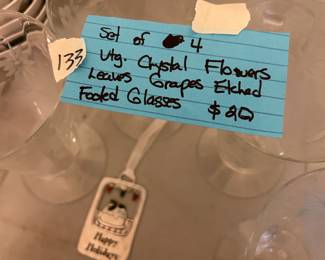 133
Set of 4
Vtg. Crystal Flowers
Leaves Grapes Etched
Footed Glasses $20
Happy
Holidays